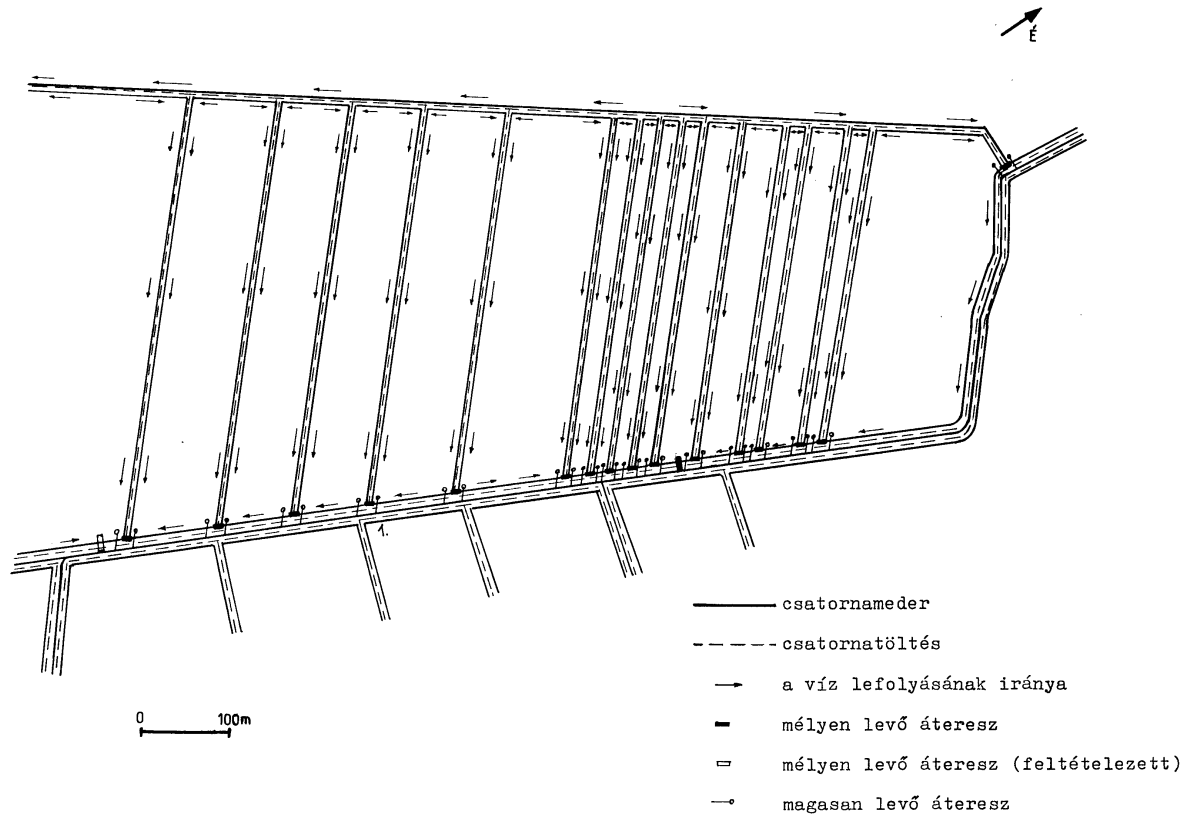 É
1.
csatornameder
csatornatöltés
a víz lefolyásának iránya
0 100m
mélyen levő áteresz
mélyen levő áteresz (feltételezett)
magasan levő áteresz